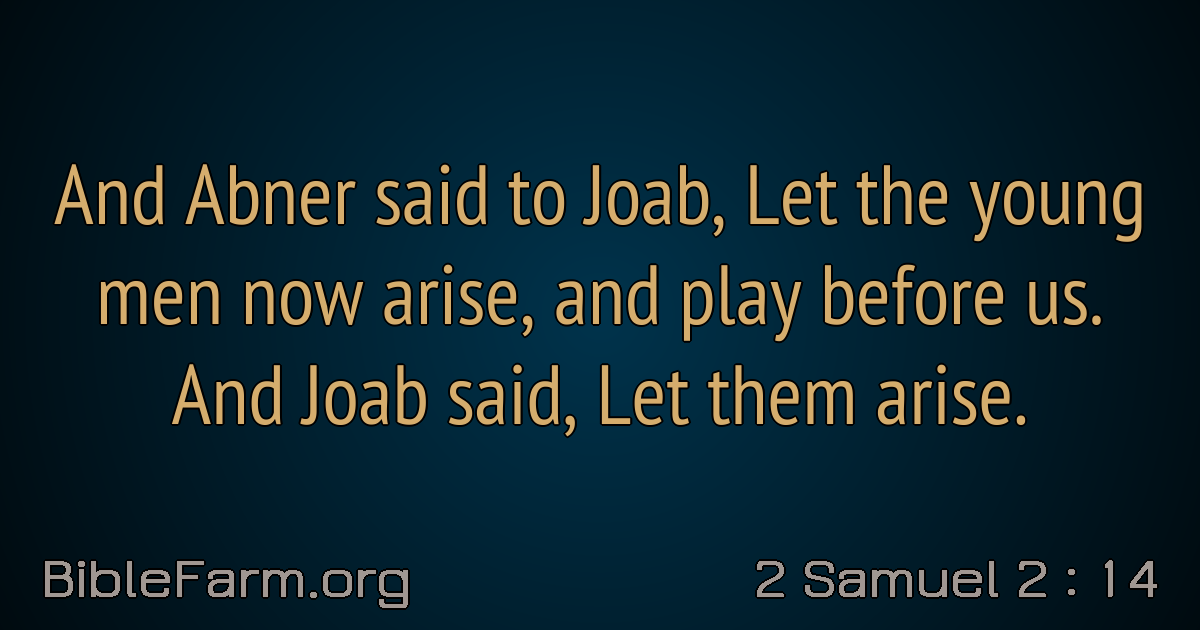 And Abner said to Joab, Let the young
men now arise, and play before us.
And Joab said, Let them arise.
BibleFarm.org
2 Samuel 2 : 14